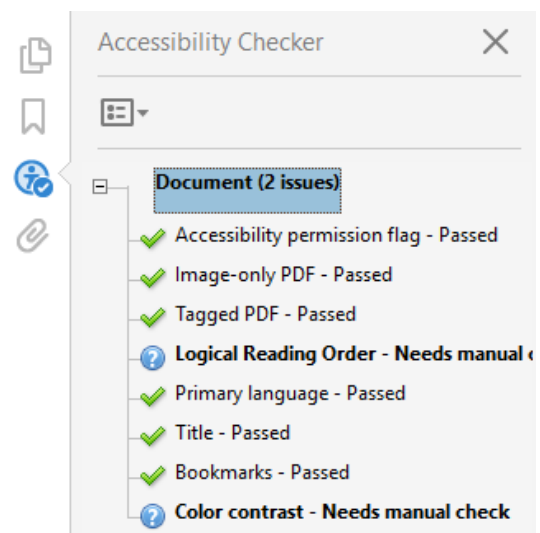 Accessibility Checker
Document (2 issues)
Accessibility permission flag - Passed
Image-only PDF - Passed
Tagged PDF - Passed
Logical Reading Order - Needs manual
Primary language - Passed
Title - Passed
Bookmarks - Passed
Color contrast - Needs manual check